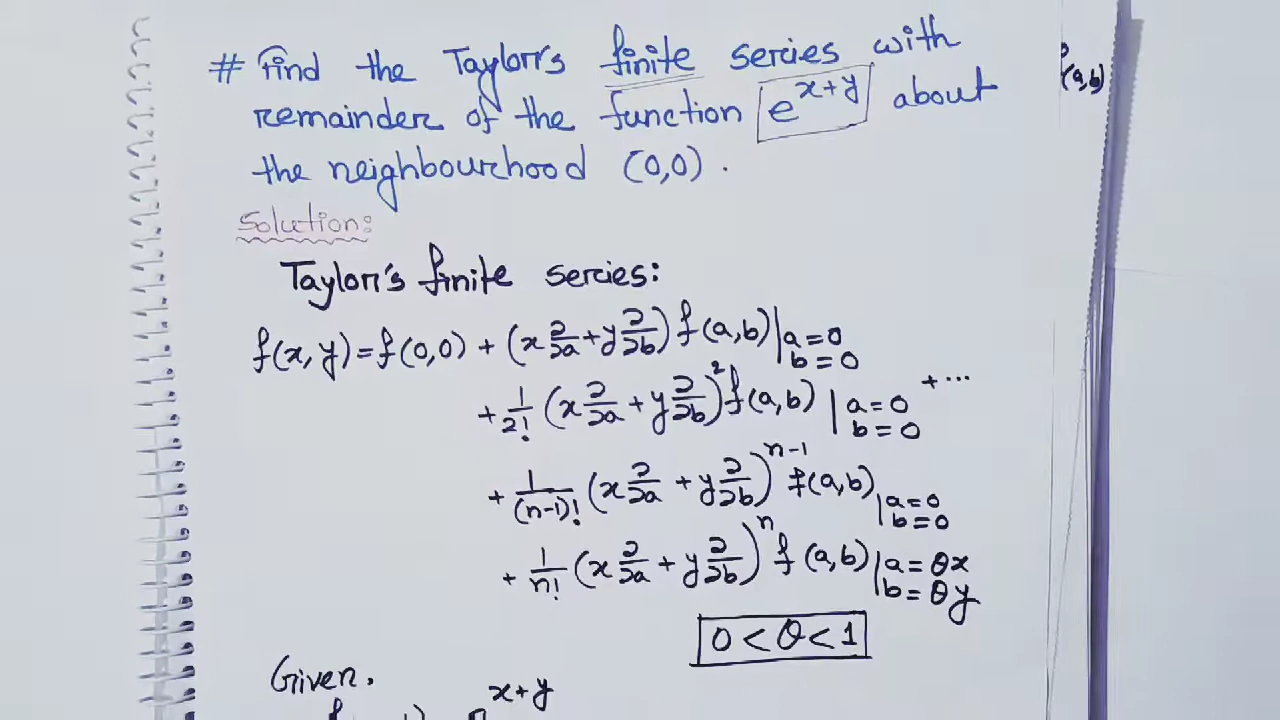 # Find the Taylor's finite series with
remainder of the function e^{x+y} about
the neighbourhood (0,0).
Solution:
Taylor's finite series:
f(x,y)=f(0,0) + (x ∂/∂a + y ∂/∂b) f(a,b)|a=0 b=0
+ 1/2! (x ∂/∂a + y ∂/∂b)^2 f(a,b)|a=0 b=0 + ...
+ 1/(n-1)! (x ∂/∂a + y ∂/∂b)^{n-1} f(a,b)|a=0 b=0
+ 1/n! (x ∂/∂a + y ∂/∂b)^n f(a,b)|a=θx b=θy
0<θ<1
Given.
x+y
(a,b)